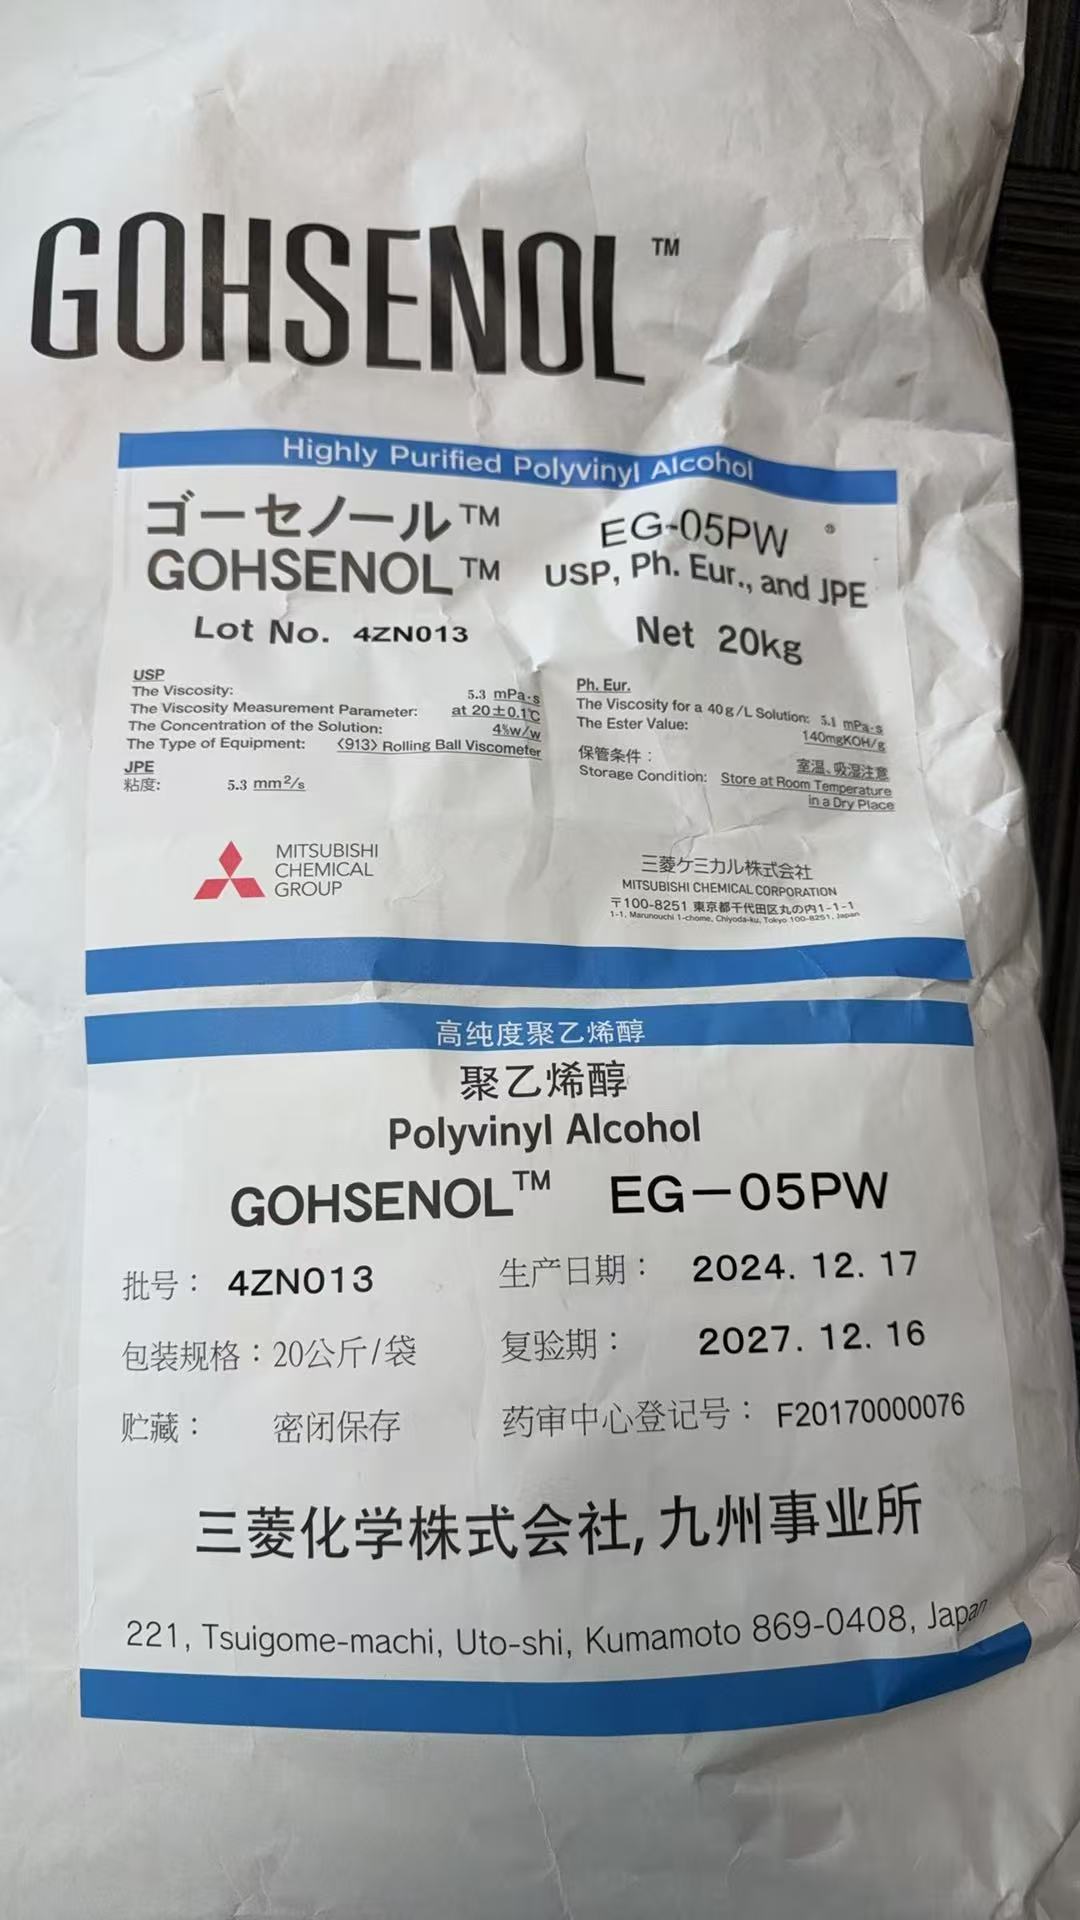 GOHSENOL™
Highly Purified Polyvinyl Alcohol
ゴーセノール™ EG-05PW
GOHSENOL™ USP, Ph. Eur., and JPE
Lot No. 4ZN013 Net 20kg
USP
The Viscosity: 5.3 mPa·s
The Viscosity Measurement Parameter: at 20±0.1℃
The Concentration of the Solution: 4%w/w
The Type of Equipment: 〈913〉 Rolling Ball Viscometer
JPE
粘度: 5.3 mm²/s
Ph. Eur.
The Viscosity for a 40g/L Solution: 5.1 mPa·s
The Ester Value: 140mgKOH/g
保管条件: 室温、吸湿注意
Storage Condition: Store at Room Temperature
in a Dry Place
MITSUBISHI
CHEMICAL
GROUP
三菱ケミカル株式会社
MITSUBISHI CHEMICAL CORPORATION
〒100-8251 東京都千代田区丸の内1-1-1
1-1, Marunouchi 1-chome, Chiyoda-ku, Tokyo 100-8251, Japan
高纯度聚乙烯醇
聚乙烯醇
Polyvinyl Alcohol
GOHSENOL™ EG-05PW
批号: 4ZN013 生产日期: 2024. 12. 17
包装规格:20公斤/袋 复验期: 2027. 12. 16
贮藏: 密闭保存 药审中心登记号: F20170000076
三菱化学株式会社,九州事业所
221, Tsuigome-machi, Uto-shi, Kumamoto 869-0408, Japan